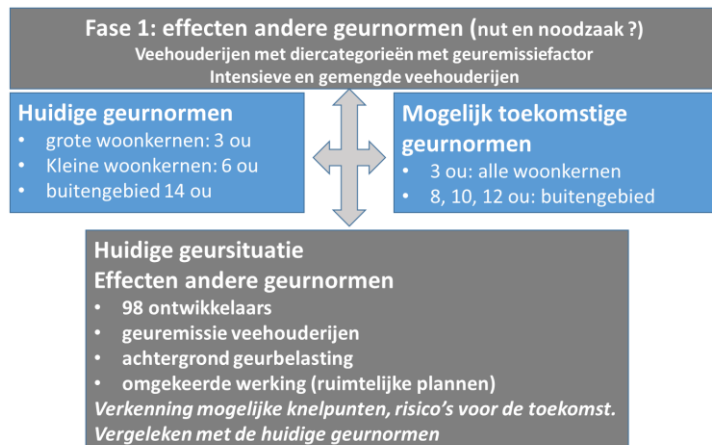 Fase 1: effecten andere geurnormen (nut en noodzaak ?)
Veehouderijen met diercategorieën met geuremissiefactor
Intensieve en gemengde veehouderijen
Huidige geurnormen
• grote woonkernen: 3 ou
• Kleine woonkernen: 6 ou
• buitengebied 14 ou
Mogelijk toekomstige
geurnormen
• 3 ou: alle woonkernen
• 8, 10, 12 ou: buitengebied
Huidige geursituatie
Effecten andere geurnormen
• 98 ontwikkelaars
• geuremissie veehouderijen
• achtergrond geurbelasting
• omgekeerde werking (ruimtelijke plannen)
Verkenning mogelijke knelpunten, risico's voor de toekomst.
Vergeleken met de huidige geurnormen